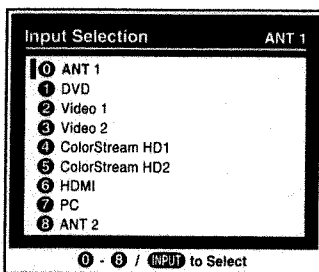 Input Selection ANT 1
0 ANT 1
1 DVD
2 Video 1
3 Video 2
4 ColorStream HD1
5 ColorStream HD2
6 HDMI
7 PC
8 ANT 2
0 - 8 / INPUT to Select